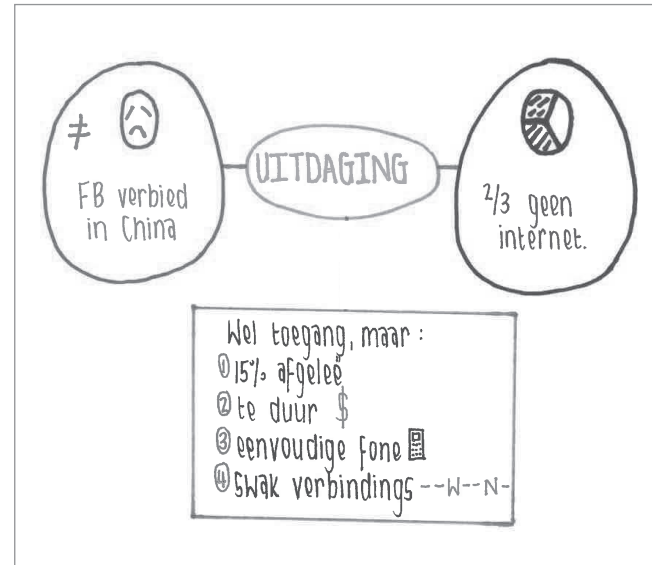 ≠
FB verbied
in China
UITDAGING
2/3 geen
internet.
Wel toegang, maar :
① 15% afgeleë
② te duur $
③ eenvoudige fone
④ swak verbindings --W--N-